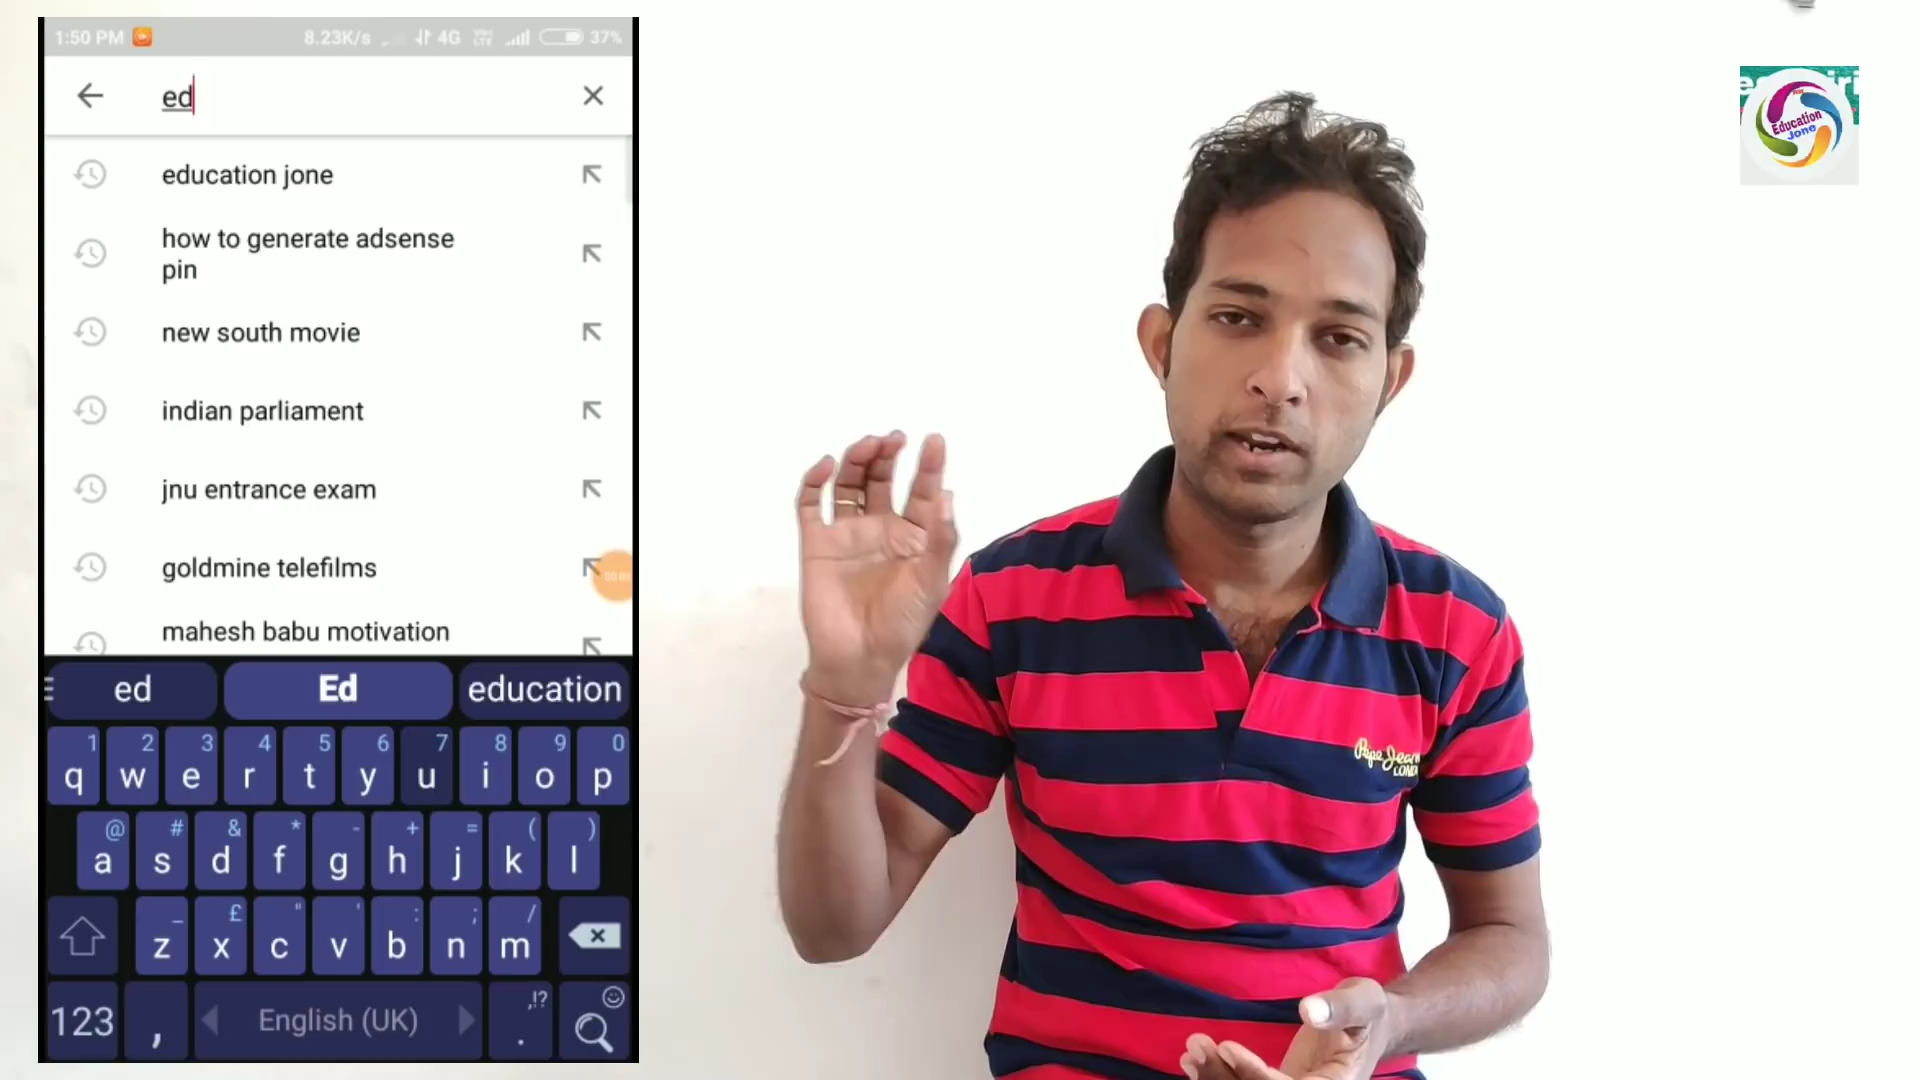 1:50 PM 8.23K/s 4G 37%
ed
education jone
how to generate adsense
pin
new south movie
indian parliament
jnu entrance exam
goldmine telefilms
mahesh babu motivation
ed Ed education
1 2 3 4 5 6 7 8 9 0
q w e r t y u i o p
@ # & * - + = ( )
a s d f g h j k l
_ £ " ' : ; /
z x c v b n m
,!?
123 , English (UK) .
Education
Jone
Pepe Jeans
LONDON